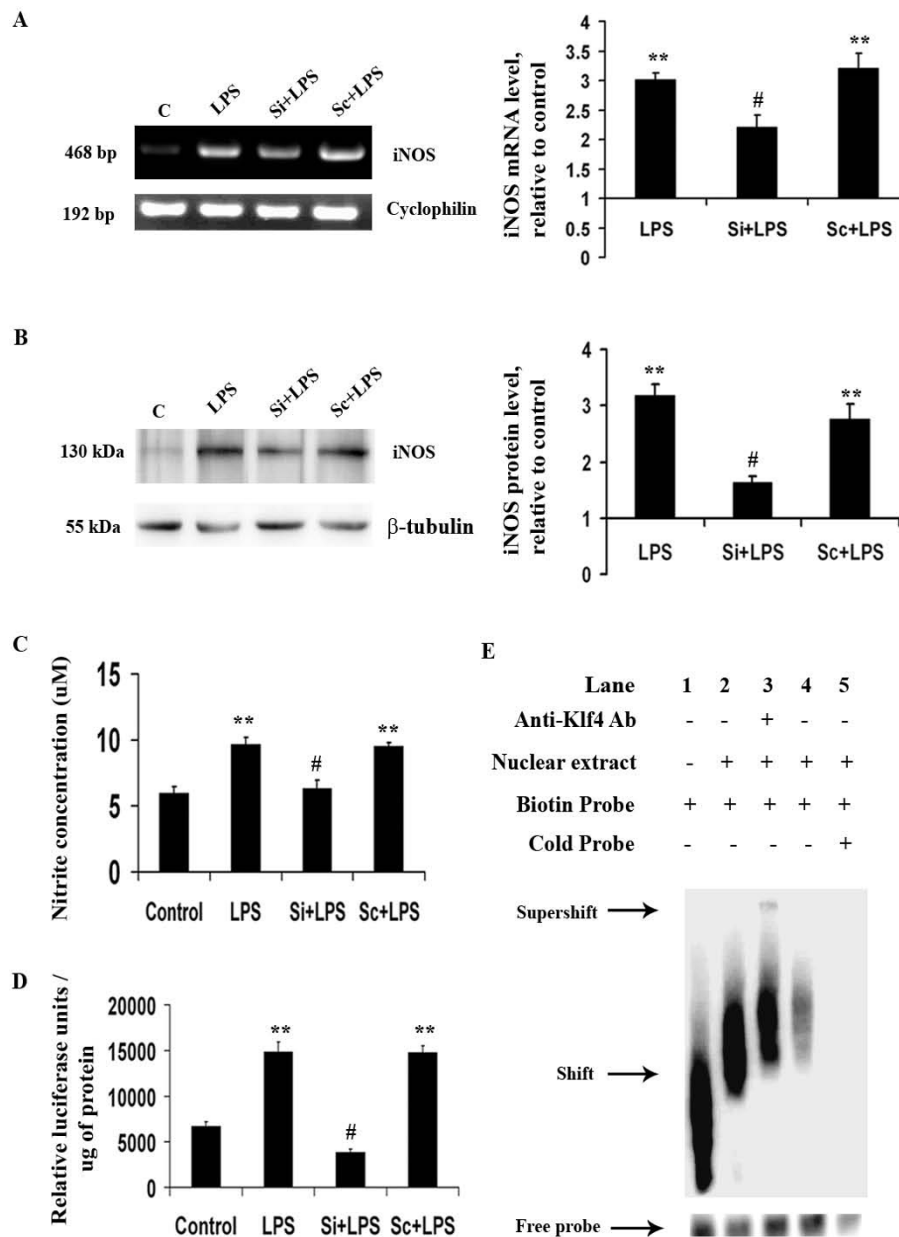 A
C LPS Si+LPS Sc+LPS
468 bp iNOS
192 bp Cyclophilin
iNOS mRNA level,
relative to control
4
3.5
3
2.5
2
1
0.5
0
** # **
LPS Si+LPS Sc+LPS
B
C LPS Si+LPS Sc+LPS
130 kDa iNOS
55 kDa β-tubulin
iNOS protein level,
relative to control
4
3
2
1
0
** # **
LPS Si+LPS Sc+LPS
C
Nitrite concentration (uM)
15
10
5
0
** # **
Control LPS Si+LPS Sc+LPS
D
Relative luciferase units /
ug of protein
20000
15000
10000
5000
0
** # **
Control LPS Si+LPS Sc+LPS
E
Lane 1 2 3 4 5
Anti-Klf4 Ab - - + - -
Nuclear extract - + + + +
Biotin Probe + + + + +
Cold Probe - - - - +
Supershift
Shift
Free probe